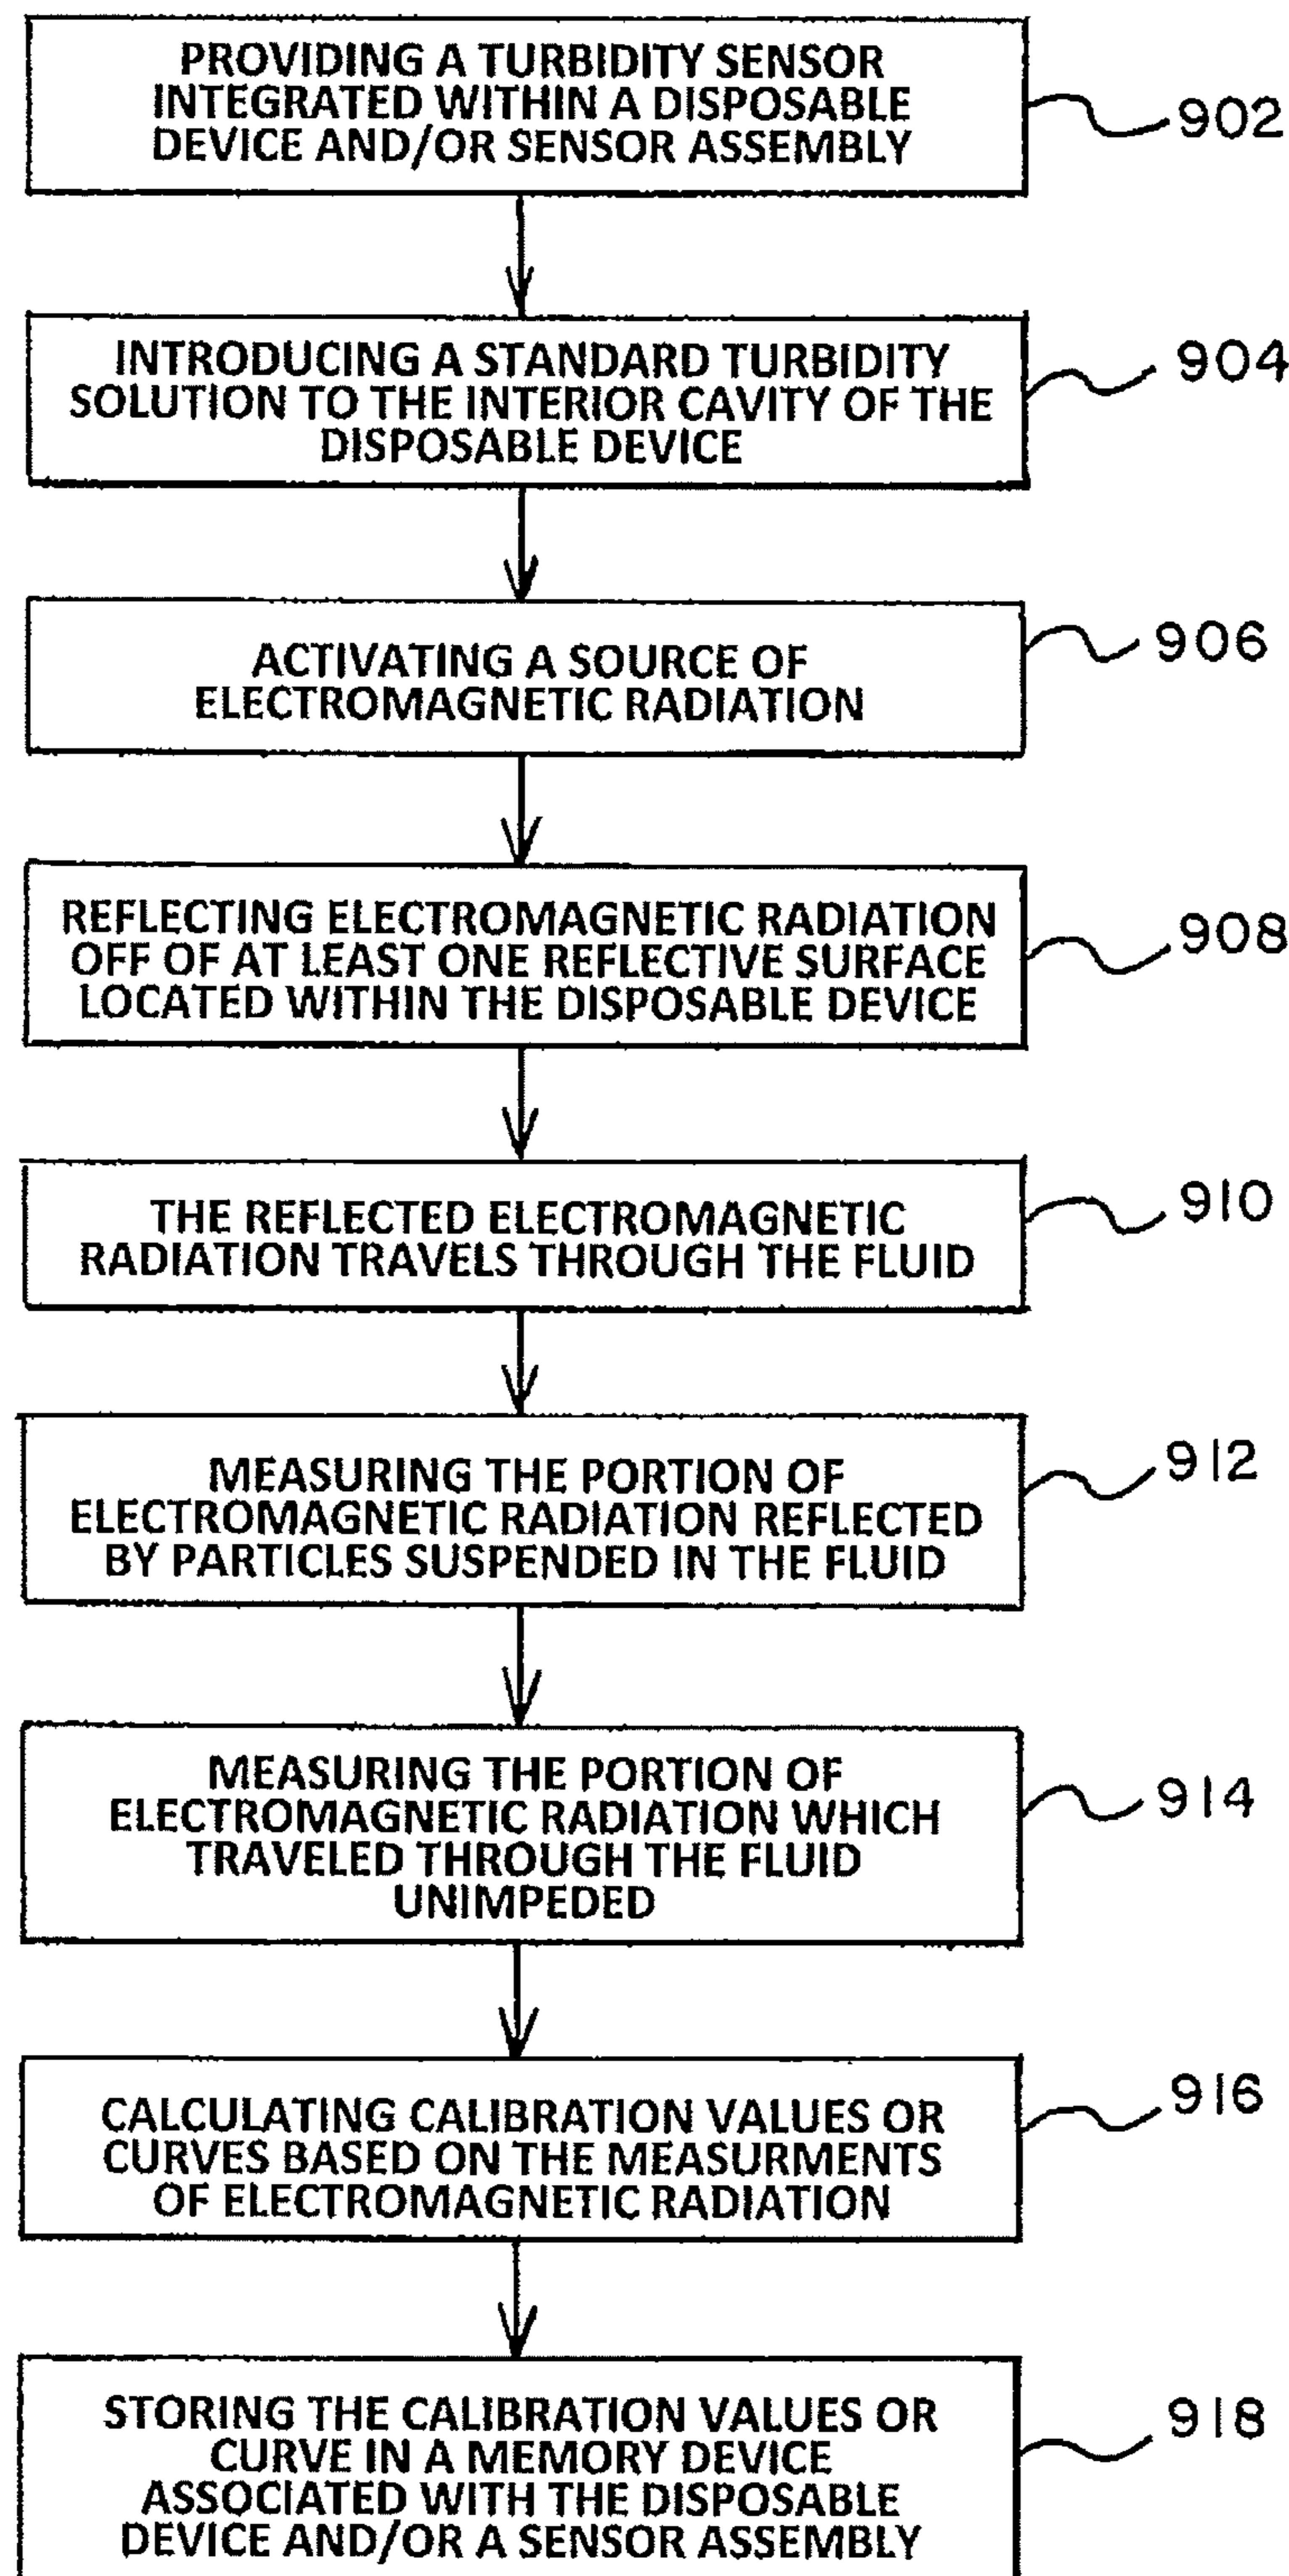 PROVIDING A TURBIDITY SENSOR
INTEGRATED WITHIN A DISPOSABLE
DEVICE AND/OR SENSOR ASSEMBLY
902
INTRODUCING A STANDARD TURBIDITY
SOLUTION TO THE INTERIOR CAVITY OF THE
DISPOSABLE DEVICE
904
ACTIVATING A SOURCE OF
ELECTROMAGNETIC RADIATION
906
REFLECTING ELECTROMAGNETIC RADIATION
OFF OF AT LEAST ONE REFLECTIVE SURFACE
LOCATED WITHIN THE DISPOSABLE DEVICE
908
THE REFLECTED ELECTROMAGNETIC
RADIATION TRAVELS THROUGH THE FLUID
910
MEASURING THE PORTION OF
ELECTROMAGNETIC RADIATION REFLECTED
BY PARTICLES SUSPENDED IN THE FLUID
912
MEASURING THE PORTION OF
ELECTROMAGNETIC RADIATION WHICH
TRAVELED THROUGH THE FLUID
UNIMPEDED
914
CALCULATING CALIBRATION VALUES OR
CURVES BASED ON THE MEASURMENTS
OF ELECTROMAGNETIC RADIATION
916
STORING THE CALIBRATION VALUES OR
CURVE IN A MEMORY DEVICE
ASSOCIATED WITH THE DISPOSABLE
DEVICE AND/OR A SENSOR ASSEMBLY
918